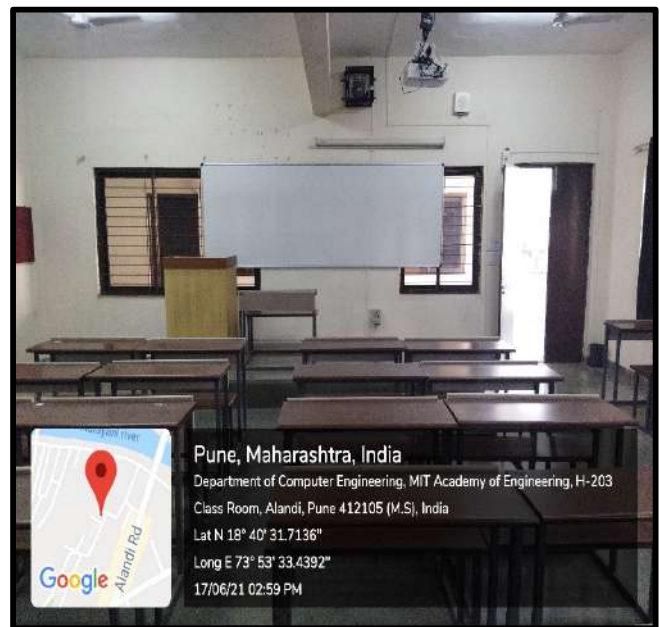 Pune, Maharashtra, India
Department of Computer Engineering, MIT Academy of Engineering, H-203
Class Room, Alandi, Pune 412105 (M.S), India
Lat N 18° 40' 31.7136"
Long E 73° 53' 33.4392"
17/06/21 02:59 PM
Alandi Rd
Google